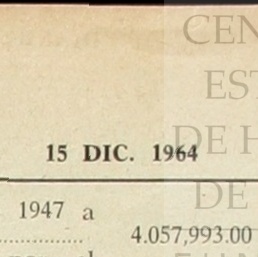 CEN
EST
DE H
15 DIC. 1964
DE
1947 a
4.057,993.00